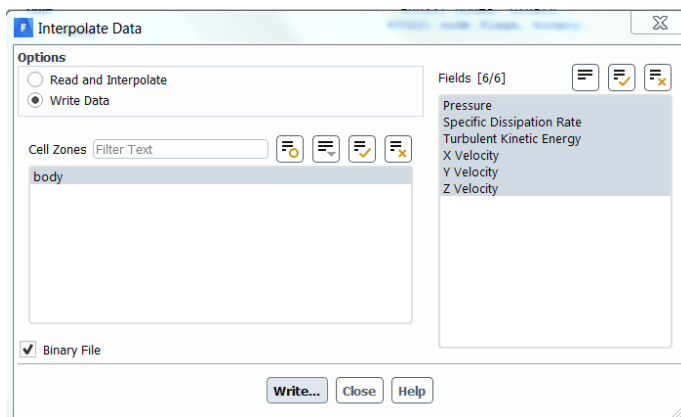 Interpolate Data
Options
Read and Interpolate
Write Data
Cell Zones Filter Text
body
Fields [6/6]
Pressure
Specific Dissipation Rate
Turbulent Kinetic Energy
X Velocity
Y Velocity
Z Velocity
Binary File
Write... Close Help